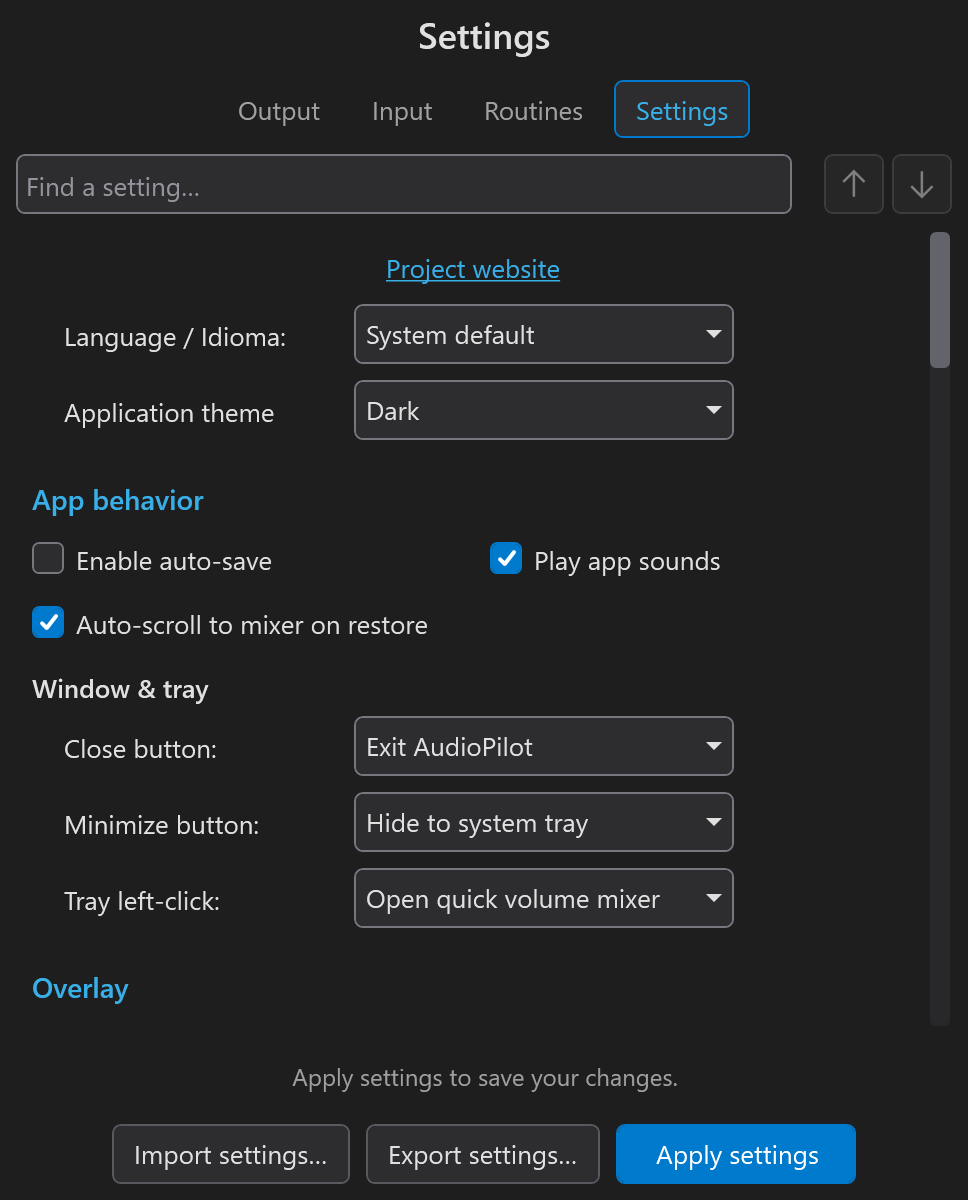 Settings
Output Input Routines Settings
Find a setting...
Project website
Language / Idioma: System default
Application theme Dark
App behavior
Enable auto-save Play app sounds
Auto-scroll to mixer on restore
Window & tray
Close button: Exit AudioPilot
Minimize button: Hide to system tray
Tray left-click: Open quick volume mixer
Overlay
Apply settings to save your changes.
Import settings... Export settings... Apply settings